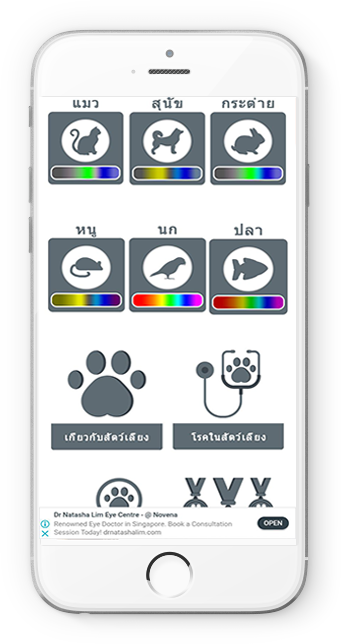 แมว
สุนัข
กระต่าย
หนู
นก
ปลา
เกี่ยวกับสัตว์เลี้ยง
โรคในสัตว์เลี้ยง
Dr Natasha Lim Eye Centre - @ Novena
Renowned Eye Doctor in Singapore. Book a Consultation
Session Today! drnatashalim.com
OPEN